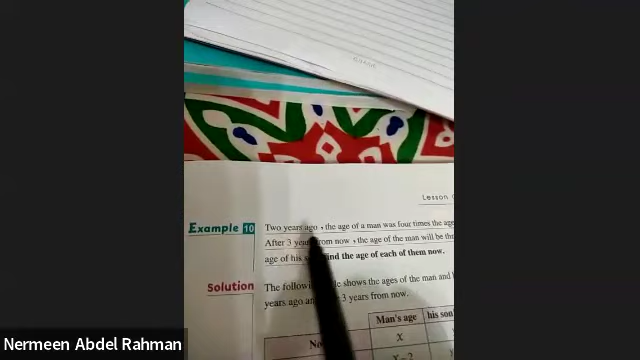 Lesson
Example 10 Two years ago , the age of a man was four times the age
After 3 years from now , the age of the man will be
age of his find the age of each of them now.
Solution The following shows the ages of the man and
years ago 3 years from now.
Man's age his son
X
X – 2
Nermeen Abdel Rahman